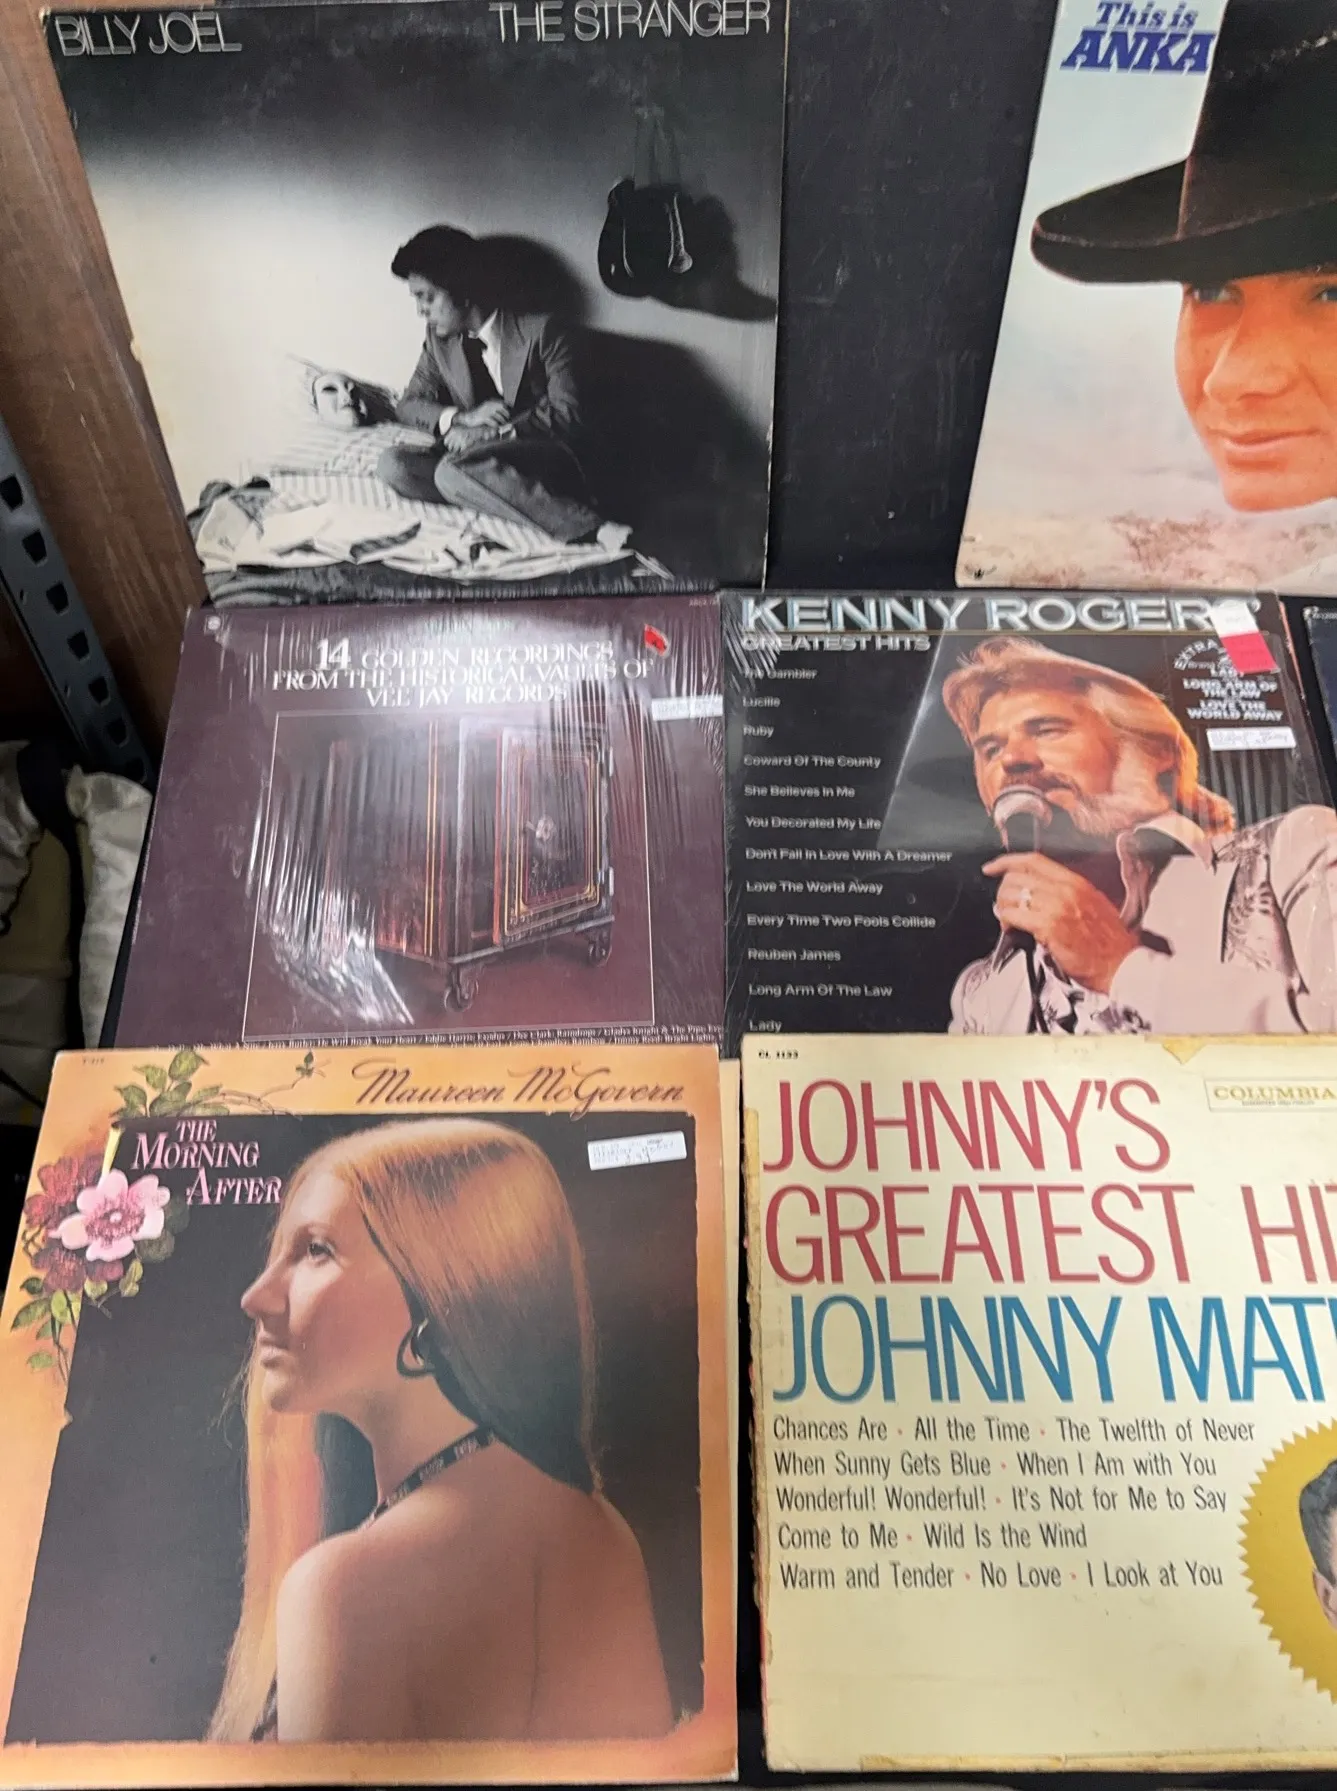 BILLY JOEL
THE STRANGER
This is
ANKA
14 GOLDEN RECORDINGS
FROM THE HISTORICAL VAULTS OF
VEE JAY RECORDS
KENNY ROGERS'
GREATEST HITS
The Gambler
Lucille
Ruby
Coward Of The County
She Believes In Me
You Decorated My Life
Don't Fall In Love With A Dreamer
Love The World Away
Every Time Two Fools Collide
Reuben James
Long Arm Of The Law
Lady
LADY
LONG ARM OF
THE LAW
LOVE THE
WORLD AWAY
Maureen McGovern
THE
MORNING
AFTER
CL 1133
COLUMBIA
JOHNNY'S
GREATEST HI
JOHNNY MAT
Chances Are • All the Time • The Twelfth of Never
When Sunny Gets Blue • When I Am with You
Wonderful! Wonderful! • It's Not for Me to Say
Come to Me • Wild Is the Wind
Warm and Tender • No Love • I Look at You